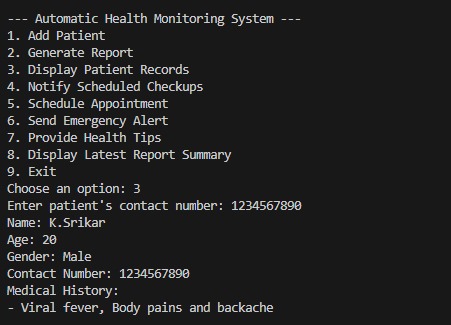 --- Automatic Health Monitoring System ---
1. Add Patient
2. Generate Report
3. Display Patient Records
4. Notify Scheduled Checkups
5. Schedule Appointment
6. Send Emergency Alert
7. Provide Health Tips
8. Display Latest Report Summary
9. Exit
Choose an option: 3
Enter patient's contact number: 1234567890
Name: K.Srikar
Age: 20
Gender: Male
Contact Number: 1234567890
Medical History:
- Viral fever, Body pains and backache